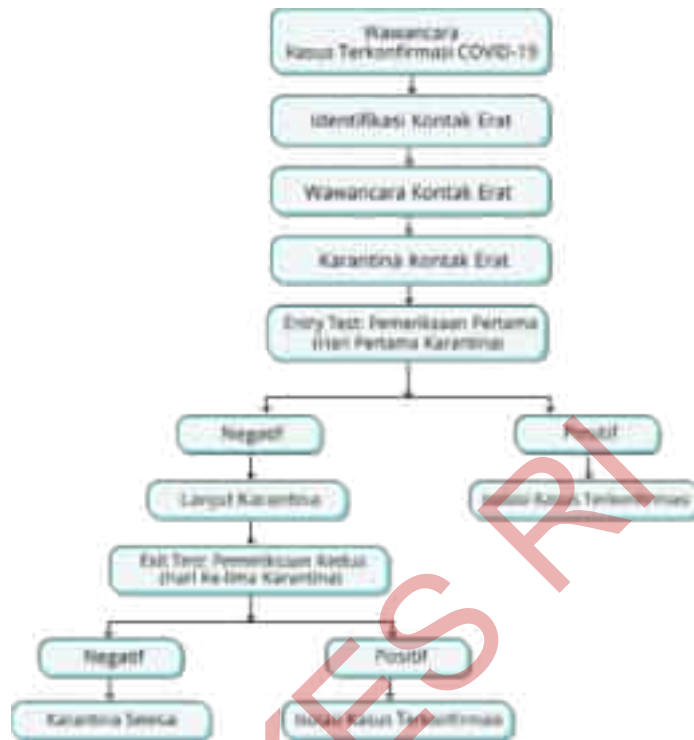 Wawancara
Kasus Terkonfirmasi COVID-19
Identifikasi Kontak Erat
Wawancara Kontak Erat
Karantina Kontak Erat
Entry Test: Pemeriksaan Pertama
(Hari Pertama Karantina)
Negatif
Positif
Lanjut Karantina
Isolasi Kasus Terkonfirmasi
Exit Test: Pemeriksaan Kedua
(Hari Ke-lima Karantina)
Negatif
Positif
Karantina Selesai
Isolasi Kasus Terkonfirmasi
KES RI